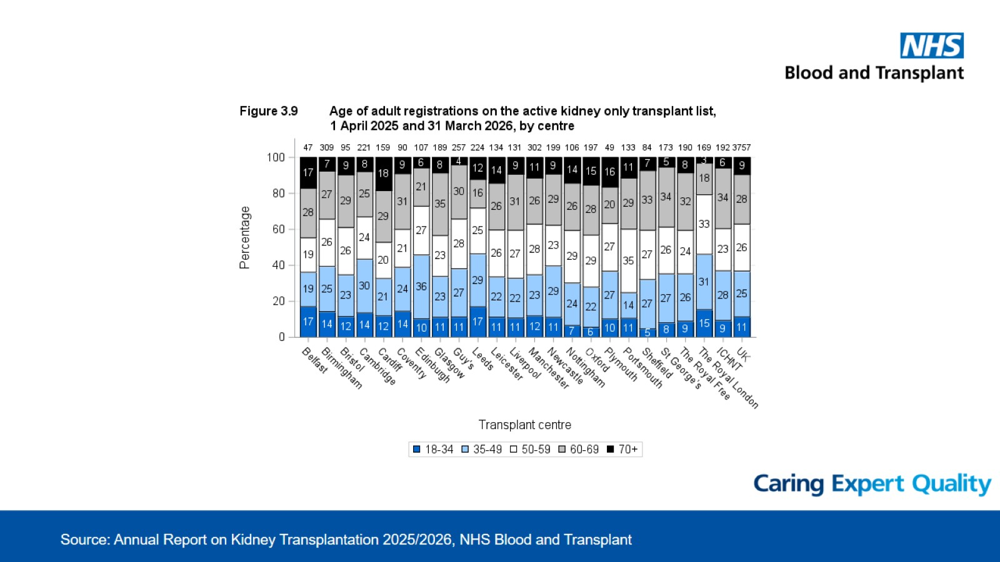 NHS
Blood and Transplant
Figure 3.9 Age of adult registrations on the active kidney only transplant list,
1 April 2025 and 31 March 2026, by centre
47 309 95 221 159 90 107 189 257 224 134 131 302 199 106 197 49 133 84 173 190 169 192 3757
Percentage
100
80
60
40
20
0
17 7 9 8 18 9 6 8 4 12 14 9 11 9 14 15 16 11 7 5 8 3 6 9
28 27 29 25 29 31 21 35 30 16 26 31 26 29 26 28 20 29 33 34 32 18 34 28
19 26 26 24 20 21 27 23 28 25 26 27 28 23 29 29 27 35 27 26 24 33 23 26
19 25 23 30 21 24 36 23 27 29 22 22 23 29 24 22 27 14 27 27 26 31 28 25
17 14 12 14 12 14 10 11 11 17 11 11 12 11 7 6 10 11 5 8 9 15 9 11
Belfast
Birmingham
Bristol
Cambridge
Cardiff
Coventry
Edinburgh
Glasgow
Guy's
Leeds
Leicester
Liverpool
Manchester
Newcastle
Nottingham
Oxford
Plymouth
Portsmouth
Sheffield
St George's
The Royal Free
The Royal London
ICHNT
UK
Transplant centre
18-34 35-49 50-59 60-69 70+
Caring Expert Quality
Source: Annual Report on Kidney Transplantation 2025/2026, NHS Blood and Transplant